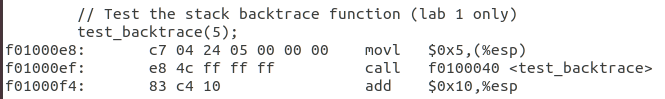 // Test the stack backtrace function (lab 1 only)
test_backtrace(5);
f01000e8: c7 04 24 05 00 00 00 movl $0x5,(%esp)
f01000ef: e8 4c ff ff ff call f0100040 <test_backtrace>
f01000f4: 83 c4 10 add $0x10,%esp